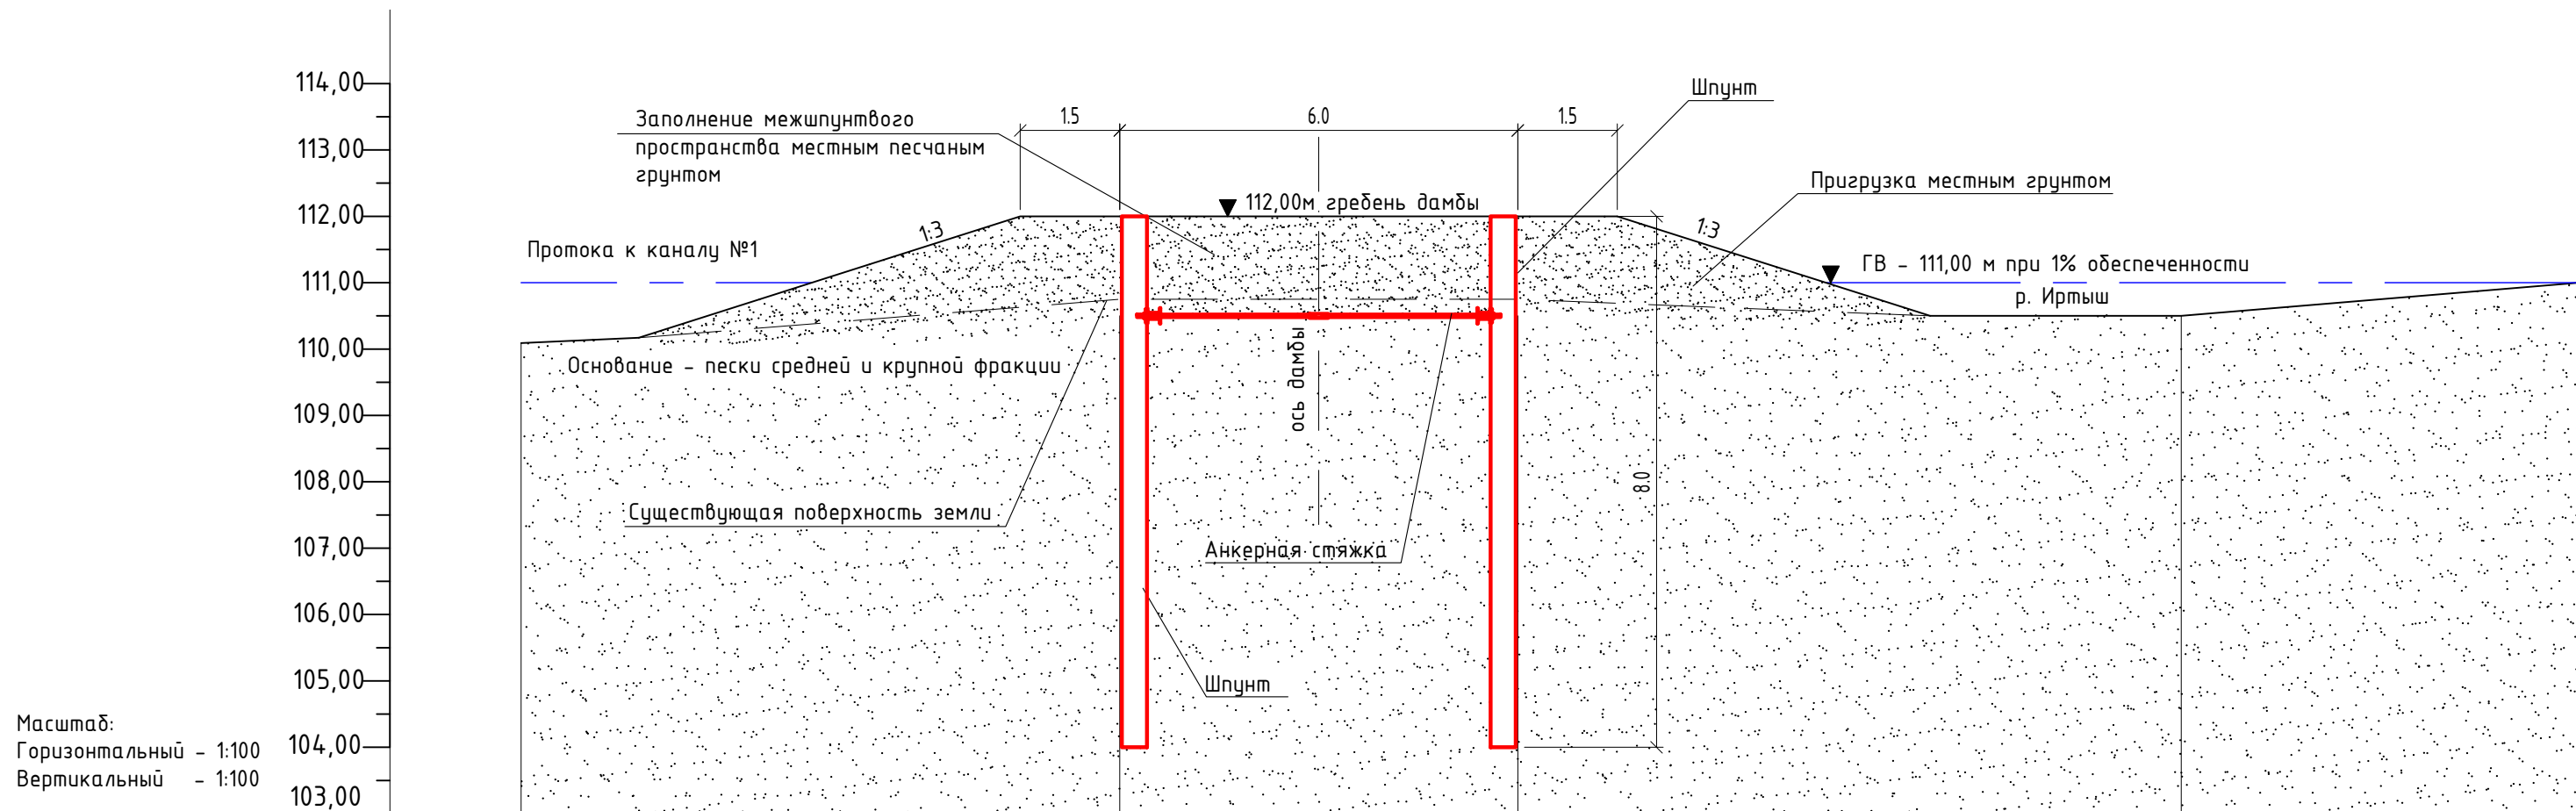 114,00
113,00
112,00
111,00
110,00
109,00
108,00
107,00
106,00
105,00
104,00
103,00
Масштаб:
Горизонтальный - 1:100
Вертикальный - 1:100
Заполнение межшпунтвого
пространства местным песчаным
грунтом
1.5
6.0
1.5
Шпунт
Пригрузка местным грунтом
112,00м гребень дамбы
1:3
1:3
Протока к каналу №1
ГВ - 111,00 м при 1% обеспеченности
р. Иртыш
Основание - пески средней и крупной фракции
ось дамбы
8.0
Существующая поверхность земли
Анкерная стяжка
Шпунт